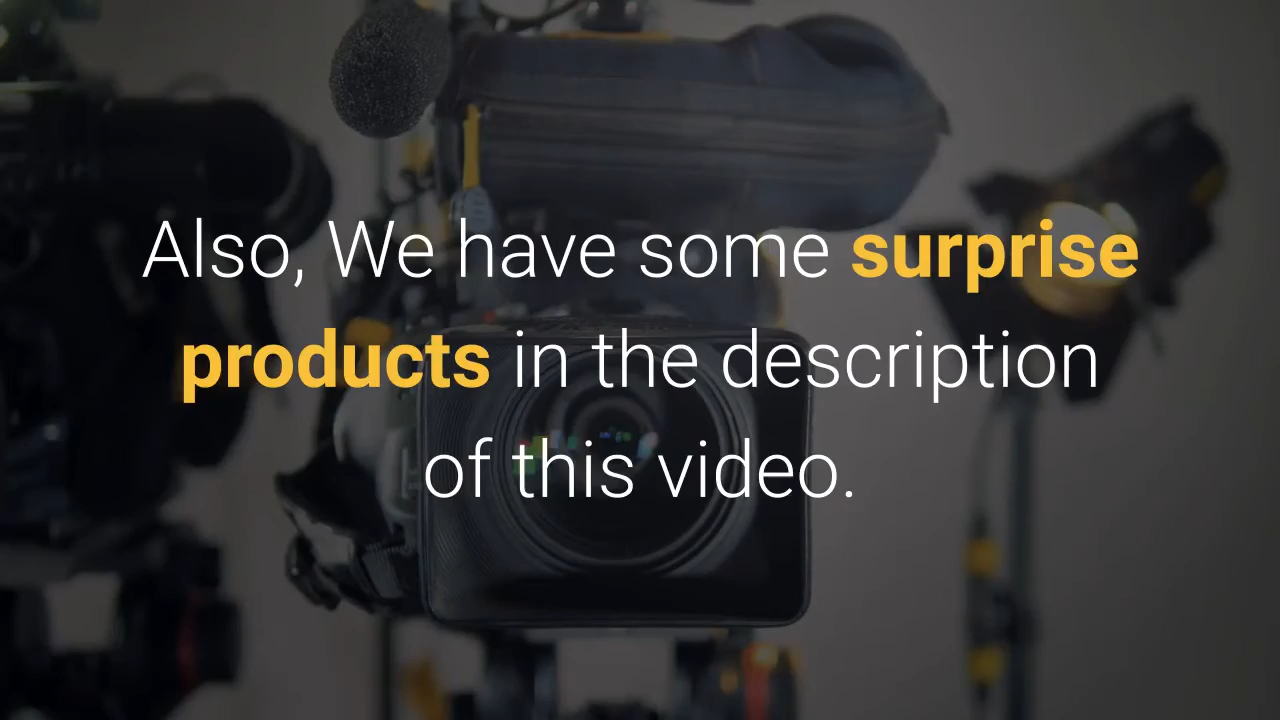 Also, We have some surprise
products in the description
of this video.